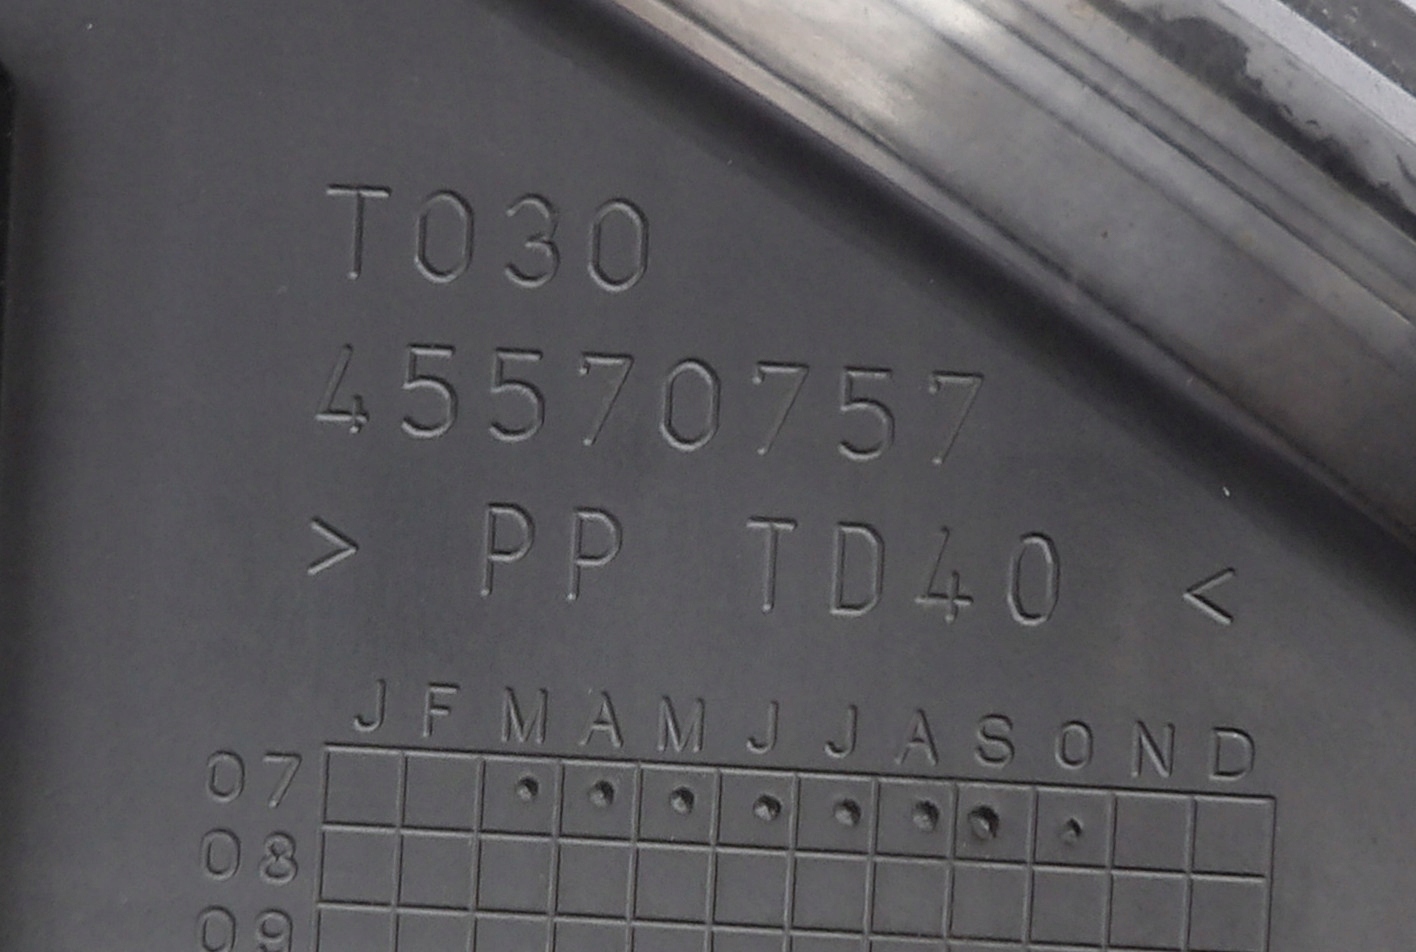 T030
45570757
> PP TD40 <
J F M A M J J A S O N D
07
08
09